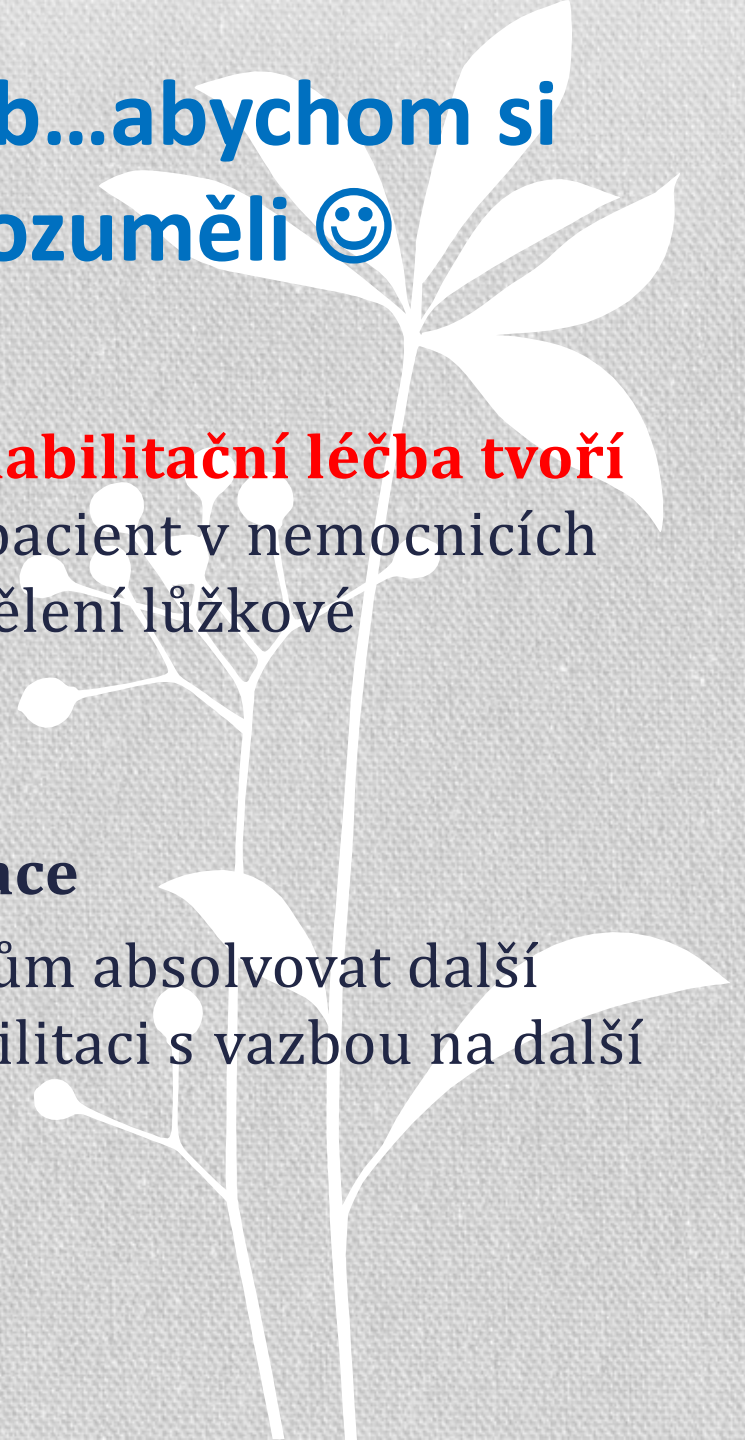 b…abychom si
ozuměli ☺
abilitační léčba tvoří
pacient v nemocnicích
ělení lůžkové
ace
ům absolvovat další
ilitaci s vazbou na další